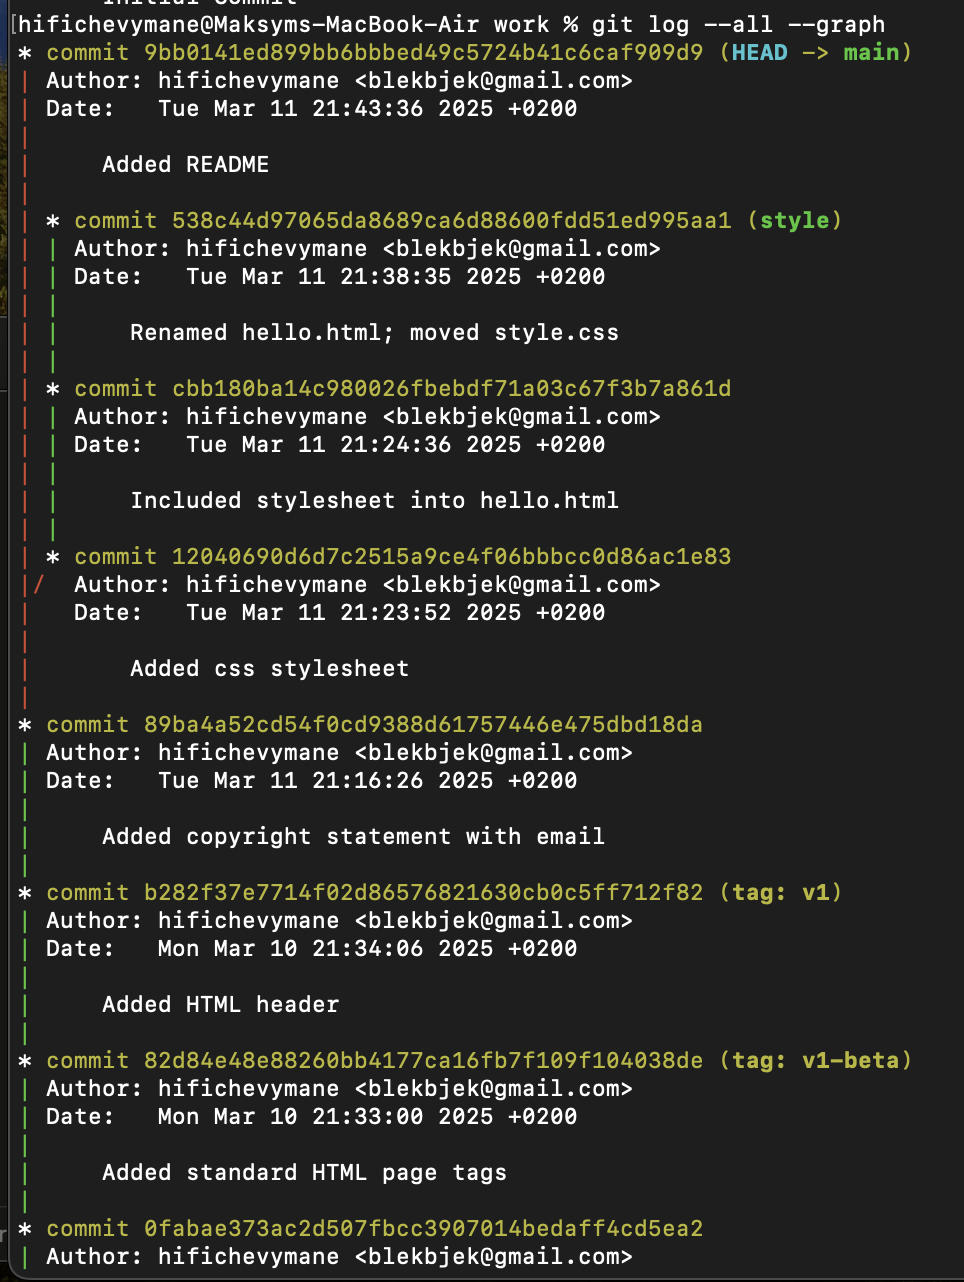 [hifichevymane@Maksyms-MacBook-Air work % git log --all --graph
* commit 9bb0141ed899bb6bbbed49c5724b41c6caf909d9 (HEAD -> main)
| Author: hifichevymane <blekbjek@gmail.com>
| Date:   Tue Mar 11 21:43:36 2025 +0200
|
|     Added README
|
| * commit 538c44d97065da8689ca6d88600fdd51ed995aa1 (style)
| | Author: hifichevymane <blekbjek@gmail.com>
| | Date:   Tue Mar 11 21:38:35 2025 +0200
| |
| |     Renamed hello.html; moved style.css
| |
| * commit cbb180ba14c980026fbebdf71a03c67f3b7a861d
| | Author: hifichevymane <blekbjek@gmail.com>
| | Date:   Tue Mar 11 21:24:36 2025 +0200
| |
| |     Included stylesheet into hello.html
| |
| * commit 12040690d6d7c2515a9ce4f06bbbcc0d86ac1e83
|/  Author: hifichevymane <blekbjek@gmail.com>
|   Date:   Tue Mar 11 21:23:52 2025 +0200
|
|       Added css stylesheet
|
* commit 89ba4a52cd54f0cd9388d61757446e475dbd18da
| Author: hifichevymane <blekbjek@gmail.com>
| Date:   Tue Mar 11 21:16:26 2025 +0200
|
|     Added copyright statement with email
|
* commit b282f37e7714f02d86576821630cb0c5ff712f82 (tag: v1)
| Author: hifichevymane <blekbjek@gmail.com>
| Date:   Mon Mar 10 21:34:06 2025 +0200
|
|     Added HTML header
|
* commit 82d84e48e88260bb4177ca16fb7f109f104038de (tag: v1-beta)
| Author: hifichevymane <blekbjek@gmail.com>
| Date:   Mon Mar 10 21:33:00 2025 +0200
|
|     Added standard HTML page tags
|
* commit 0fabae373ac2d507fbcc3907014bedaff4cd5ea2
| Author: hifichevymane <blekbjek@gmail.com>